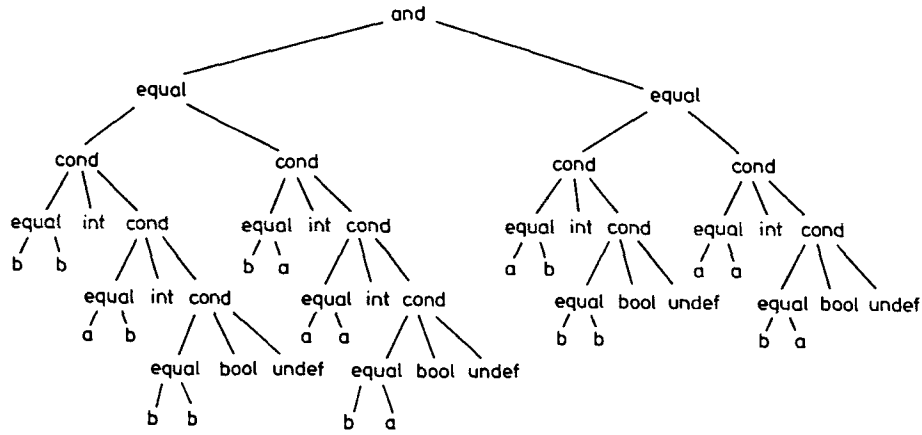 and
equal equal
cond cond cond cond
equal int cond equal int cond equal int cond equal int cond
b b b a a b a a
equal int cond equal int cond equal bool undef equal bool undef
a b a a b b b a
equal bool undef equal bool undef
b b b a